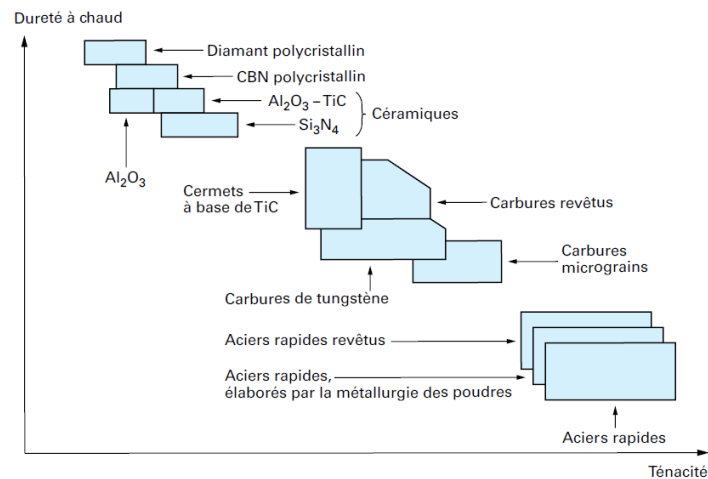 Dureté à chaud
Diamant polycristallin
CBN polycristallin
Al₂O₃ – TiC
Céramiques
Si₃N₄
Al₂O₃
Cermets
à base de TiC
Carbures revêtus
Carbures
micrograins
Carbures de tungstène
Aciers rapides revêtus
Aciers rapides,
élaborés par la métallurgie des poudres
Aciers rapides
Ténacité